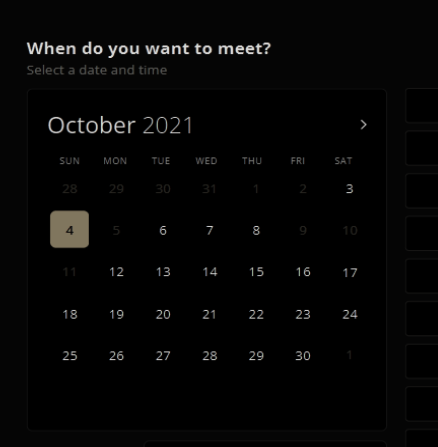 When do you want to meet?
Select a date and time
October 2021
SUN MON TUE WED THU FRI SAT
28 29 30 31 1 2 3
4 5 6 7 8 9 10
11 12 13 14 15 16 17
18 19 20 21 22 23 24
25 26 27 28 29 30 1